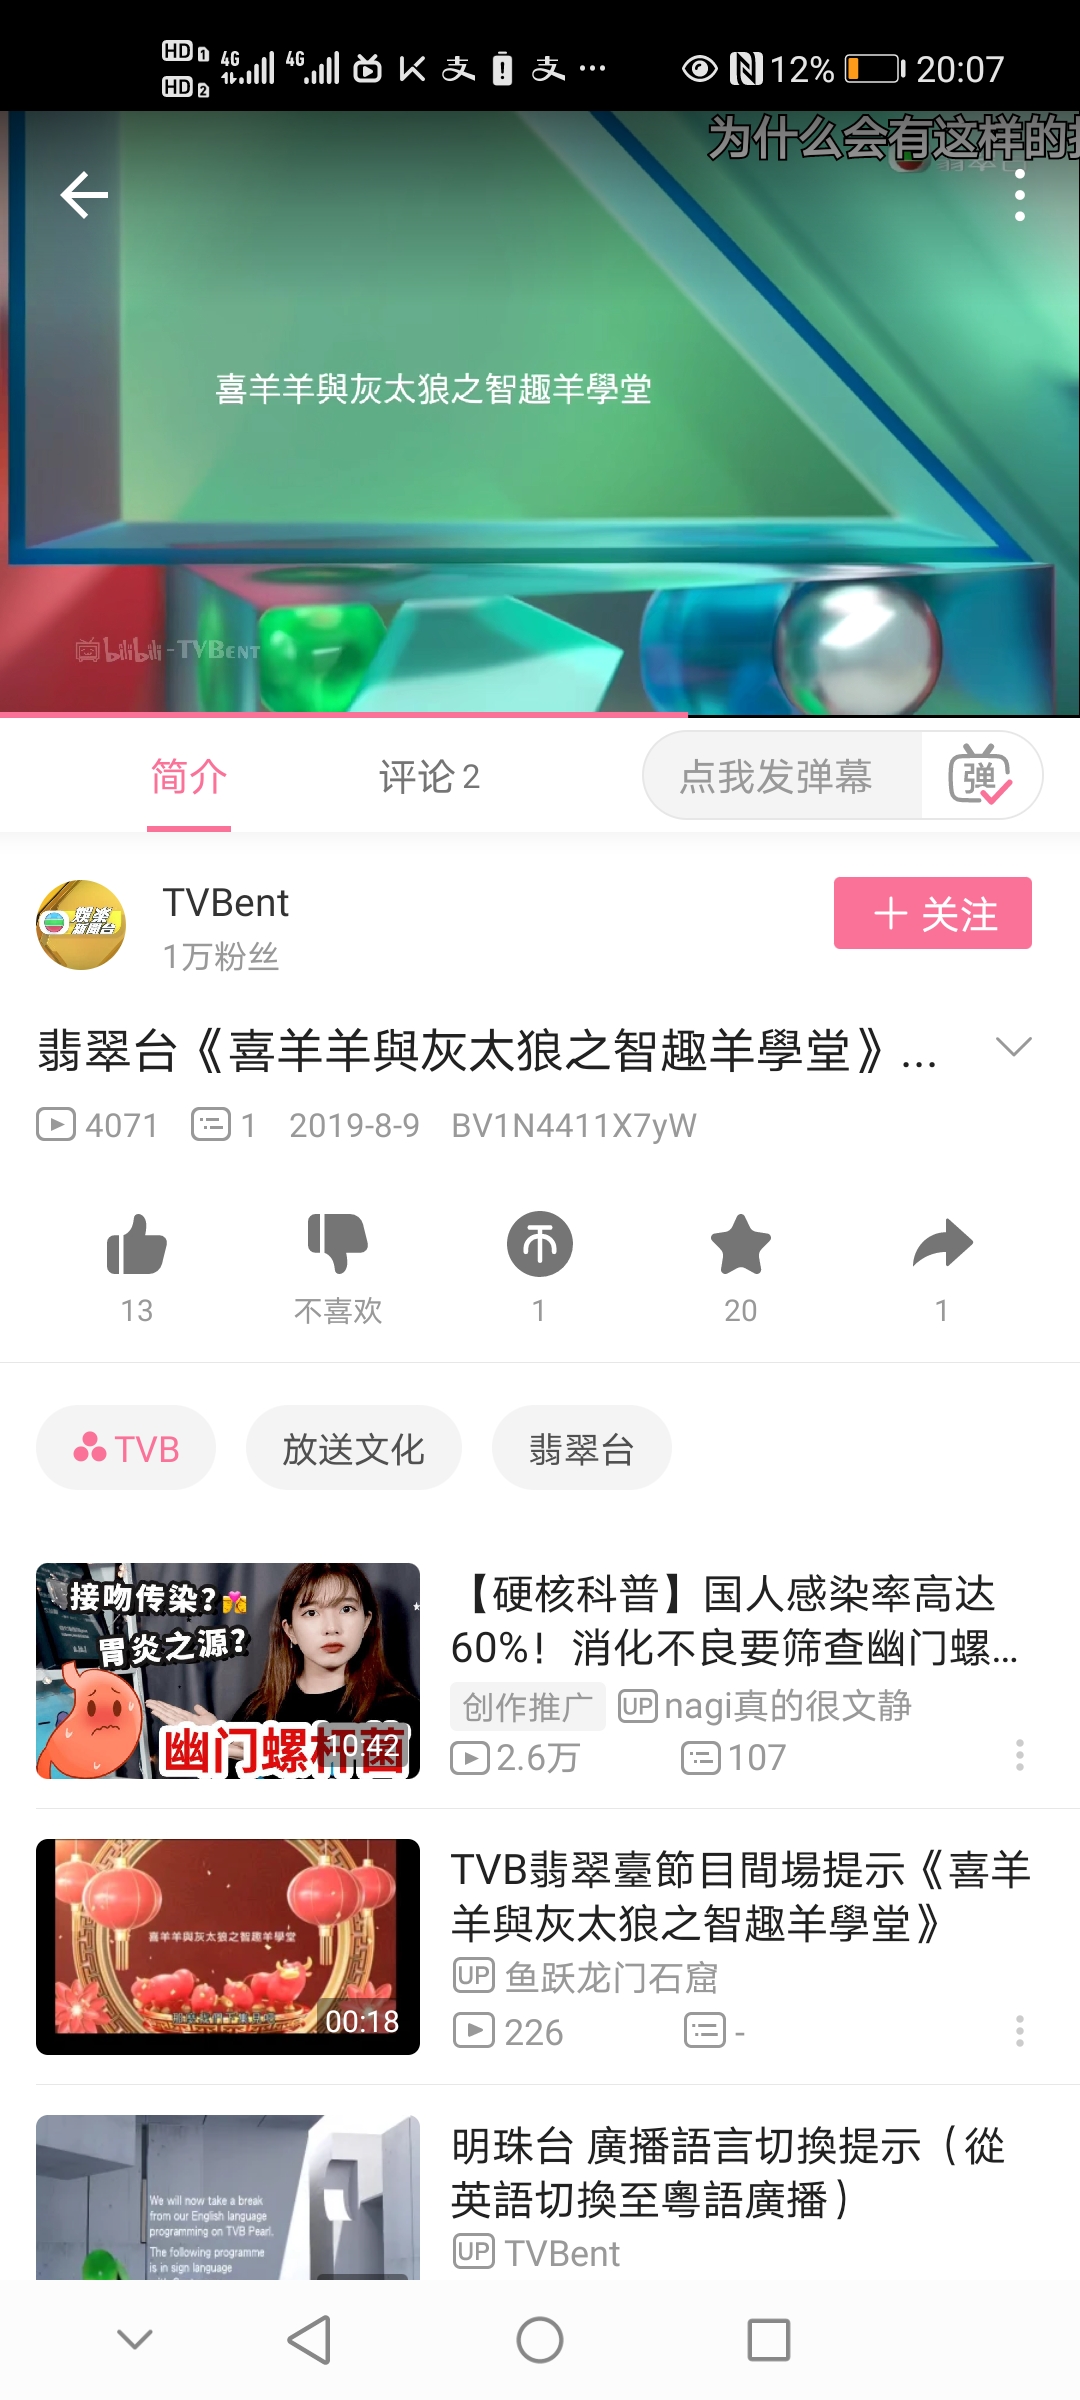 HD 1 4G 4G 支 支 ··· 12% 20:07
HD 2
为什么会有这样的
翡翠台
喜羊羊與灰太狼之智趣羊學堂
bilibili-TVBENT
简介 评论 2 点我发弹幕 弹
娛樂
新聞台
TVBent
1万粉丝
+ 关注
翡翠台《喜羊羊與灰太狼之智趣羊學堂》...
4071 1 2019-8-9 BV1N4411X7yW
13 不喜欢 1 20 1
TVB 放送文化 翡翠台
接吻传染?
胃炎之源?
幽门螺杆菌
10:42
【硬核科普】国人感染率高达
60%！消化不良要筛查幽门螺...
创作推广 UP nagi真的很文静
2.6万 107
喜羊羊與灰太狼之智趣羊學堂
00:18
TVB翡翠臺節目間場提示《喜羊
羊與灰太狼之智趣羊學堂》
UP 鱼跃龙门石窟
226 -
We will now take a break
from our English language
programming on TVB Pearl.
The following programme
is in sign language
明珠台 廣播語言切換提示（從
英語切換至粵語廣播）
UP TVBent